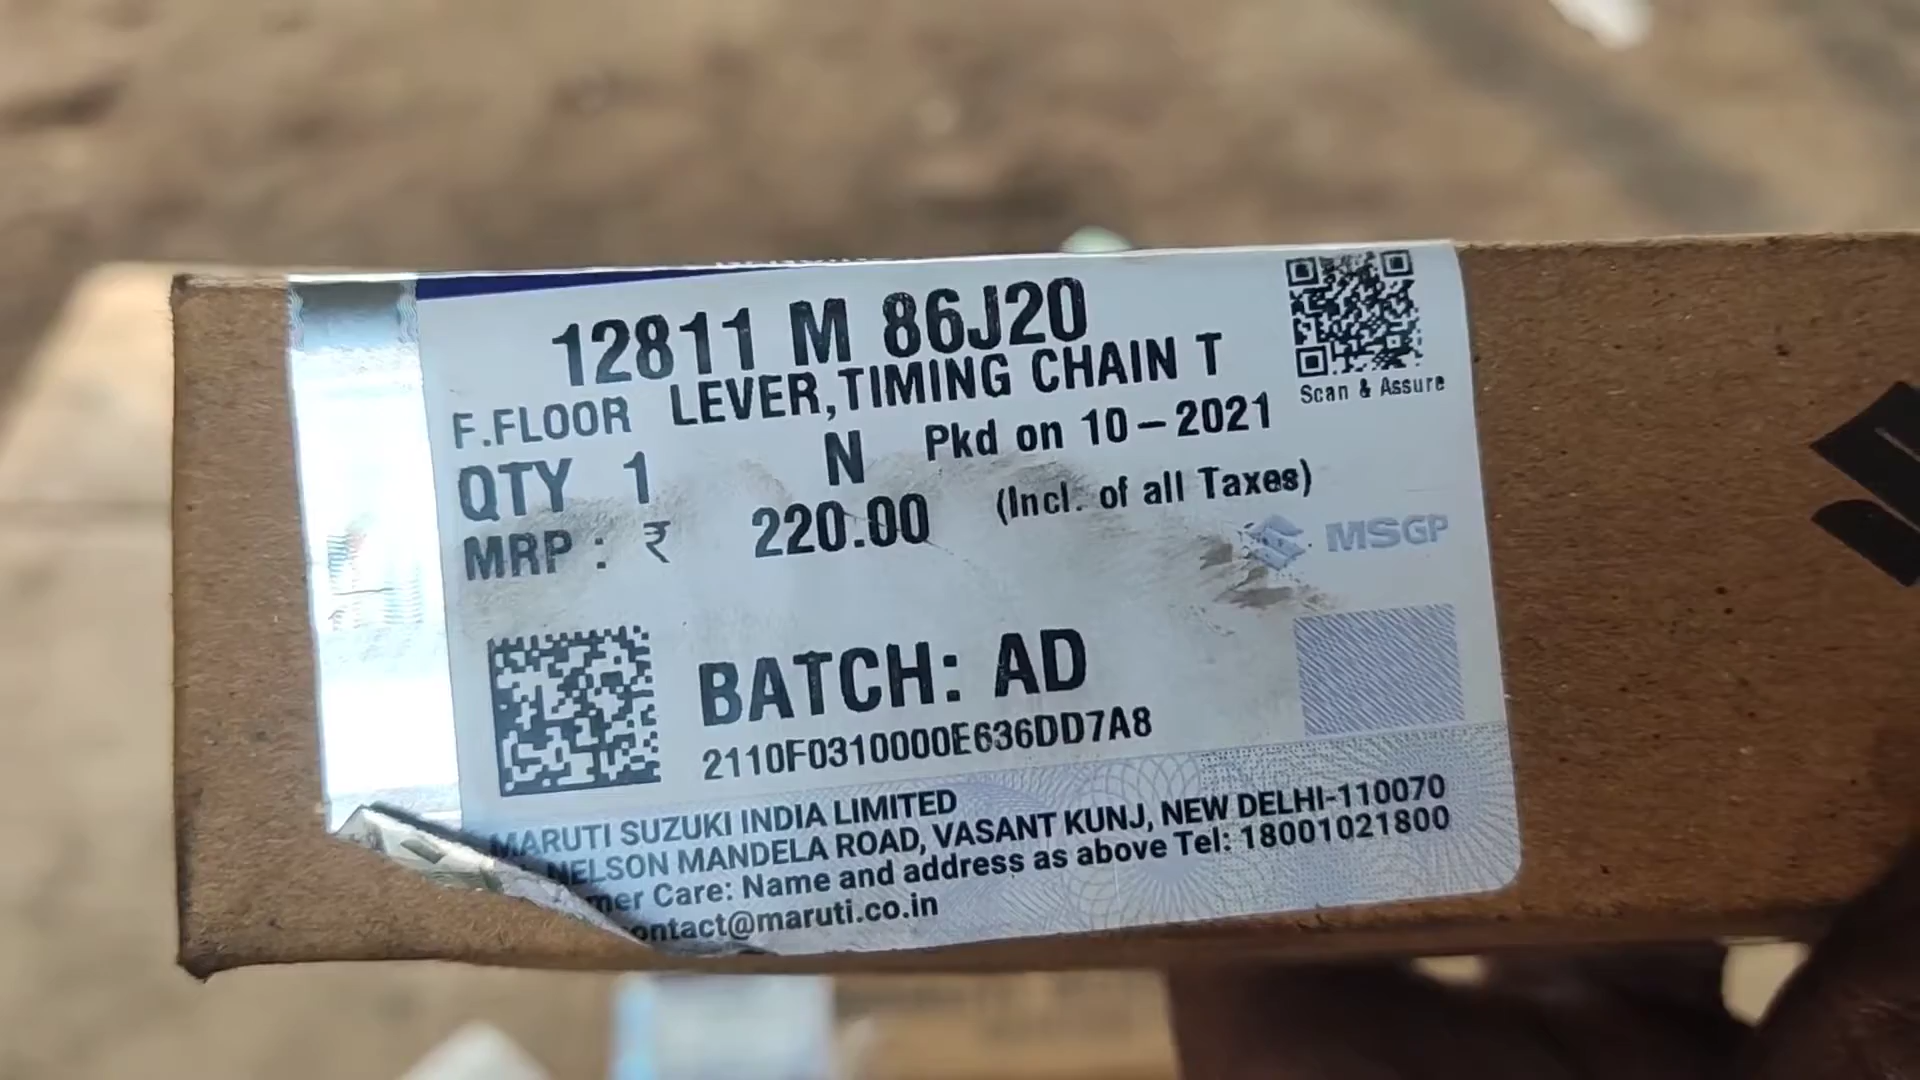 12811 M 86J20
F.FLOOR LEVER,TIMING CHAIN T
QTY 1 N Pkd on 10-2021
MRP : ₹ 220.00 (Incl. of all Taxes)
Scan & Assure
MSGP
BATCH: AD
2110F0310000E636DD7A8
MARUTI SUZUKI INDIA LIMITED
NELSON MANDELA ROAD, VASANT KUNJ, NEW DELHI-110070
mer Care: Name and address as above Tel: 18001021800
ontact@maruti.co.in